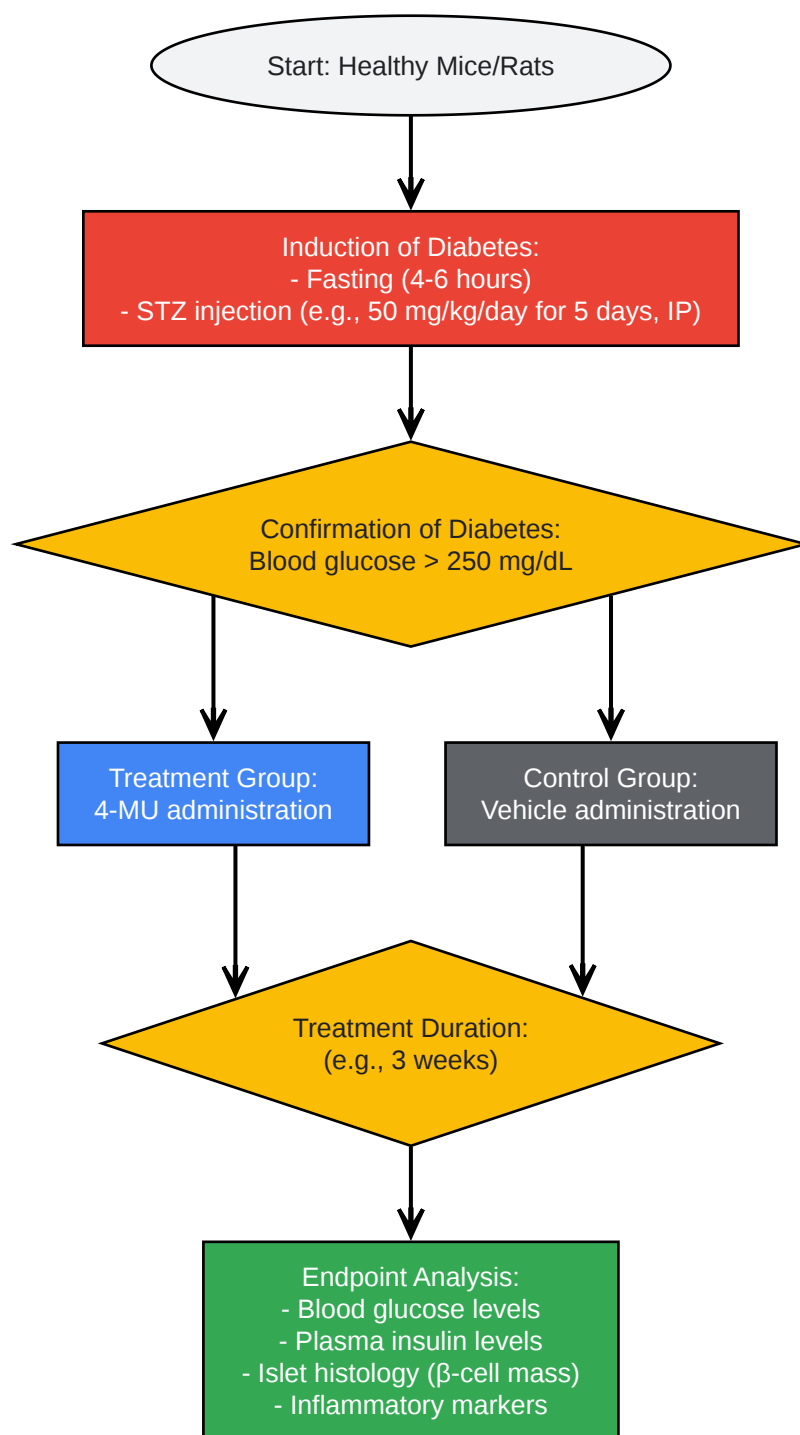 Start: Healthy Mice/Rats
Induction of Diabetes:
- Fasting (4-6 hours)
- STZ injection (e.g., 50 mg/kg/day for 5 days, IP)
Confirmation of Diabetes:
Blood glucose > 250 mg/dL
Treatment Group:
4-MU administration
Control Group:
Vehicle administration
Treatment Duration:
(e.g., 3 weeks)
Endpoint Analysis:
- Blood glucose levels
- Plasma insulin levels
- Islet histology (β-cell mass)
- Inflammatory markers